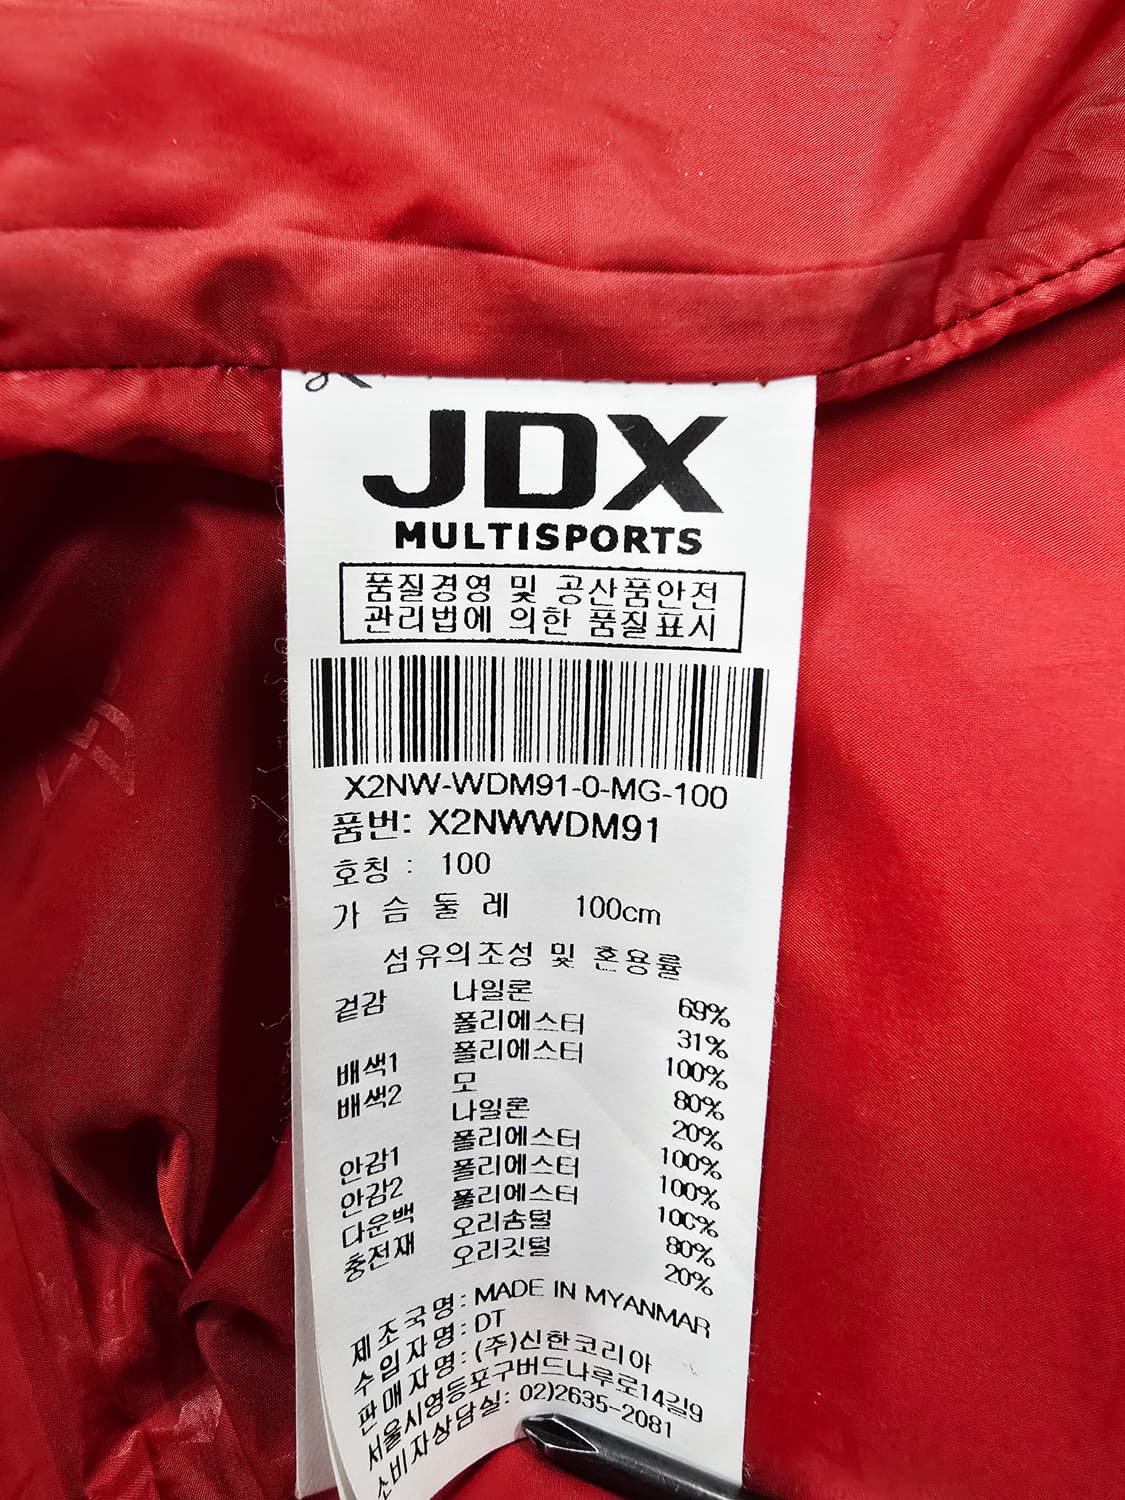 JDX
MULTISPORTS
품질경영 및 공산품안전
관리법에 의한 품질표시
X2NW-WDM91-0-MG-100
품번: X2NWWDM91
호칭 : 100
가 슴 둘 레 100cm
섬유의조성 및 혼용률
겉감 나일론 69%
폴리에스터 31%
배색1 폴리에스터 100%
배색2 모 80%
나일론 20%
안감1 폴리에스터 100%
안감2 폴리에스터 100%
다운백 폴리에스터 100%
충전재 오리솜털 80%
오리깃털 20%
제조국명: MADE IN MYANMAR
수입자명: DT
판매자명: (주)신한코리아
서울시영등포구버드나루로14길9
소비자상담실: 02)2635-2081